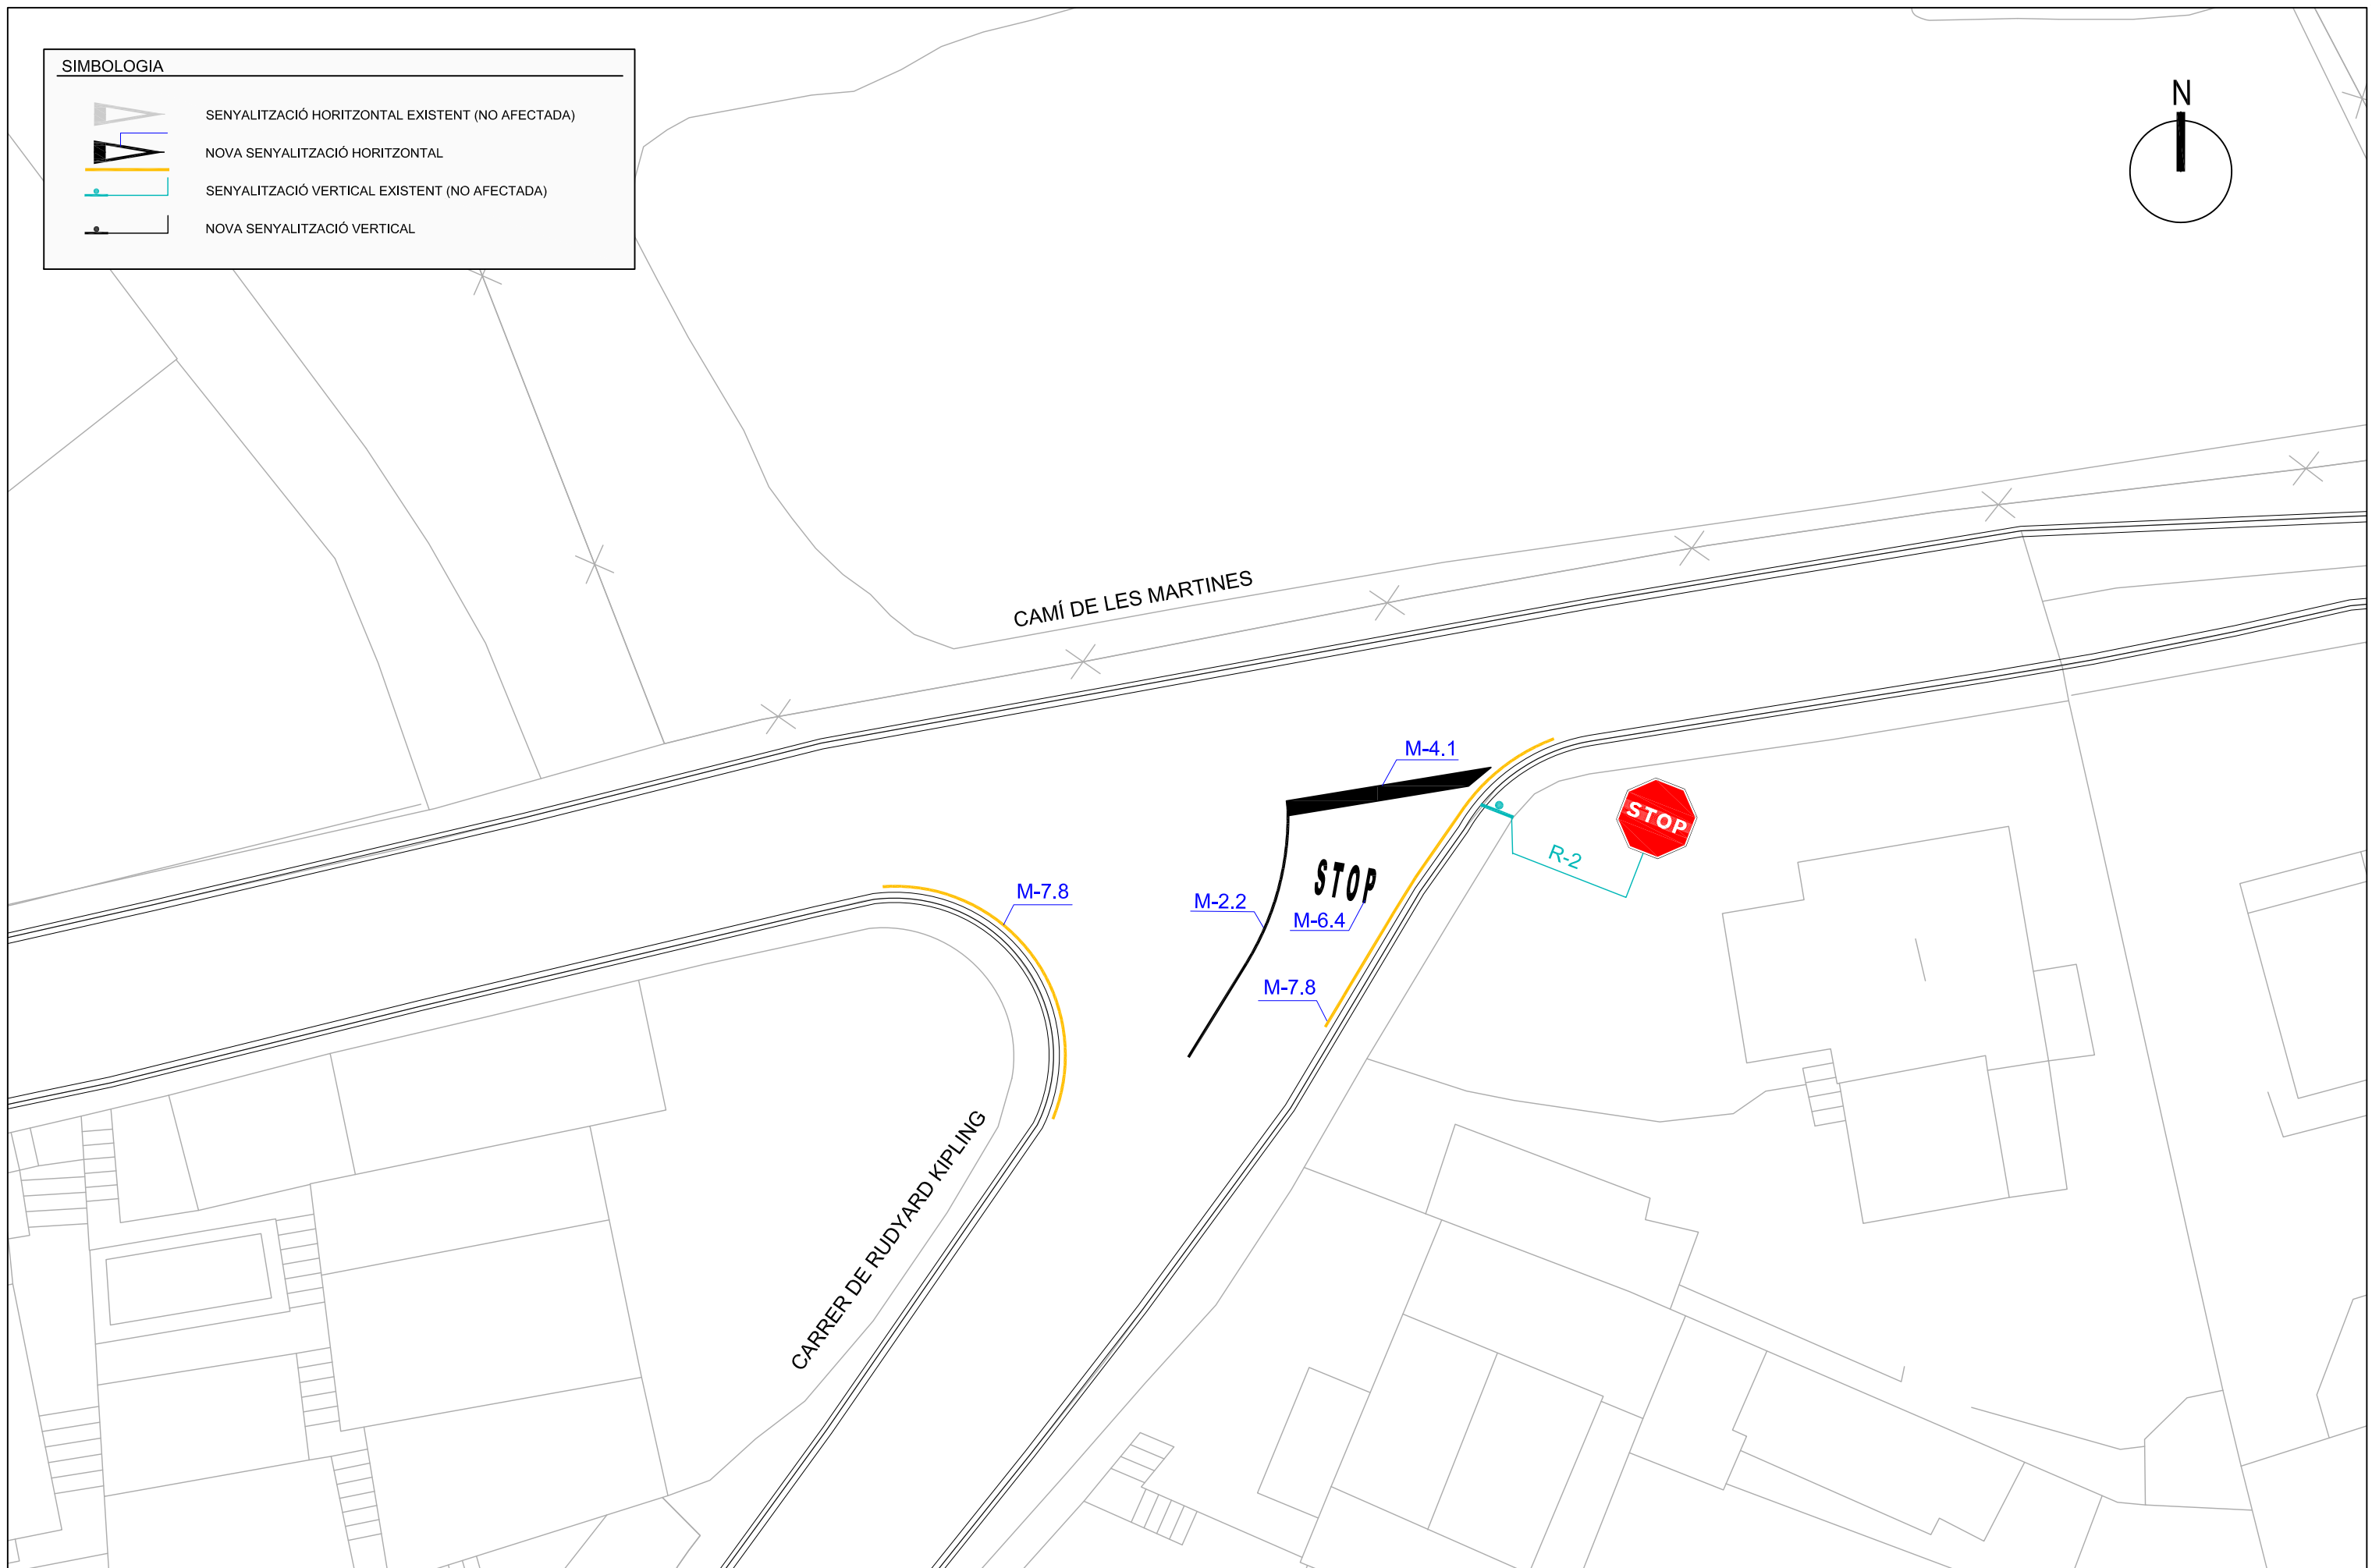 SIMBOLOGIA
SENYALITZACIÓ HORITZONTAL EXISTENT (NO AFECTADA)
NOVA SENYALITZACIÓ HORITZONTAL
SENYALITZACIÓ VERTICAL EXISTENT (NO AFECTADA)
NOVA SENYALITZACIÓ VERTICAL
N
CAMÍ DE LES MARTINES
M-4.1
STOP
R-2
STOP
M-7.8
M-2.2
M-6.4
M-7.8
CARRER DE RUDYARD KIPLING